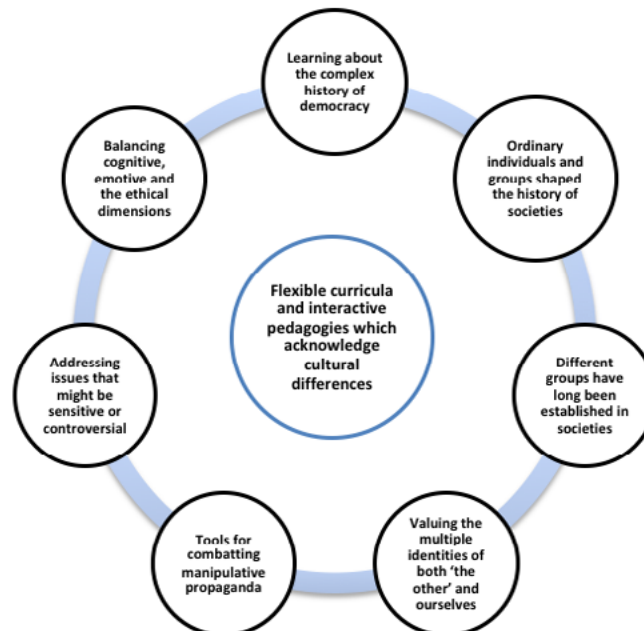 Learning about
the complex
history of
democracy
Ordinary
individuals and
groups shaped
the history of
societies
Different
groups have
long been
established in
societies
Valuing the
multiple
identities of
both ‘the
other’ and
ourselves
Tools for
combatting
manipulative
propaganda
Addressing
issues that
might be
sensitive or
controversial
Balancing
cognitive,
emotive and
the ethical
dimensions
Flexible curricula
and interactive
pedagogies which
acknowledge
cultural
differences